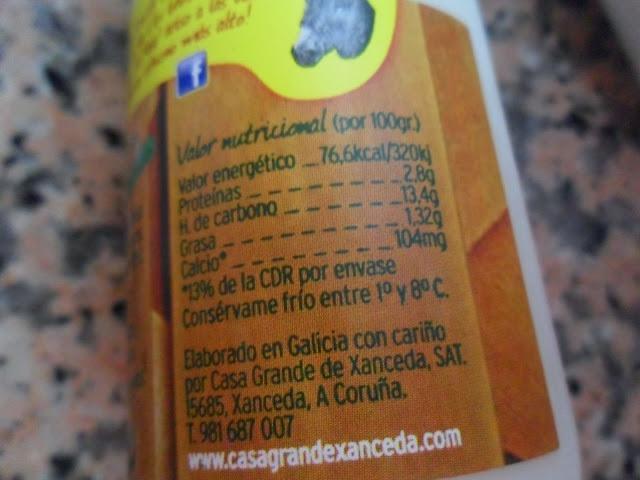 más alto!
f
Valor nutricional (por 100gr.)
Valor energético 76,6kcal/320kj
Proteínas 2,8g
H. de carbono 13,4g
Grasa 1,32g
Calcio* 104mg
*13% de la CDR por envase
Consérvame frío entre 1º y 8º C.
Elaborado en Galicia con cariño
por Casa Grande de Xanceda, SAT.
15685, Xanceda, A Coruña.
T. 981 687 007
www.casagrandexanceda.com